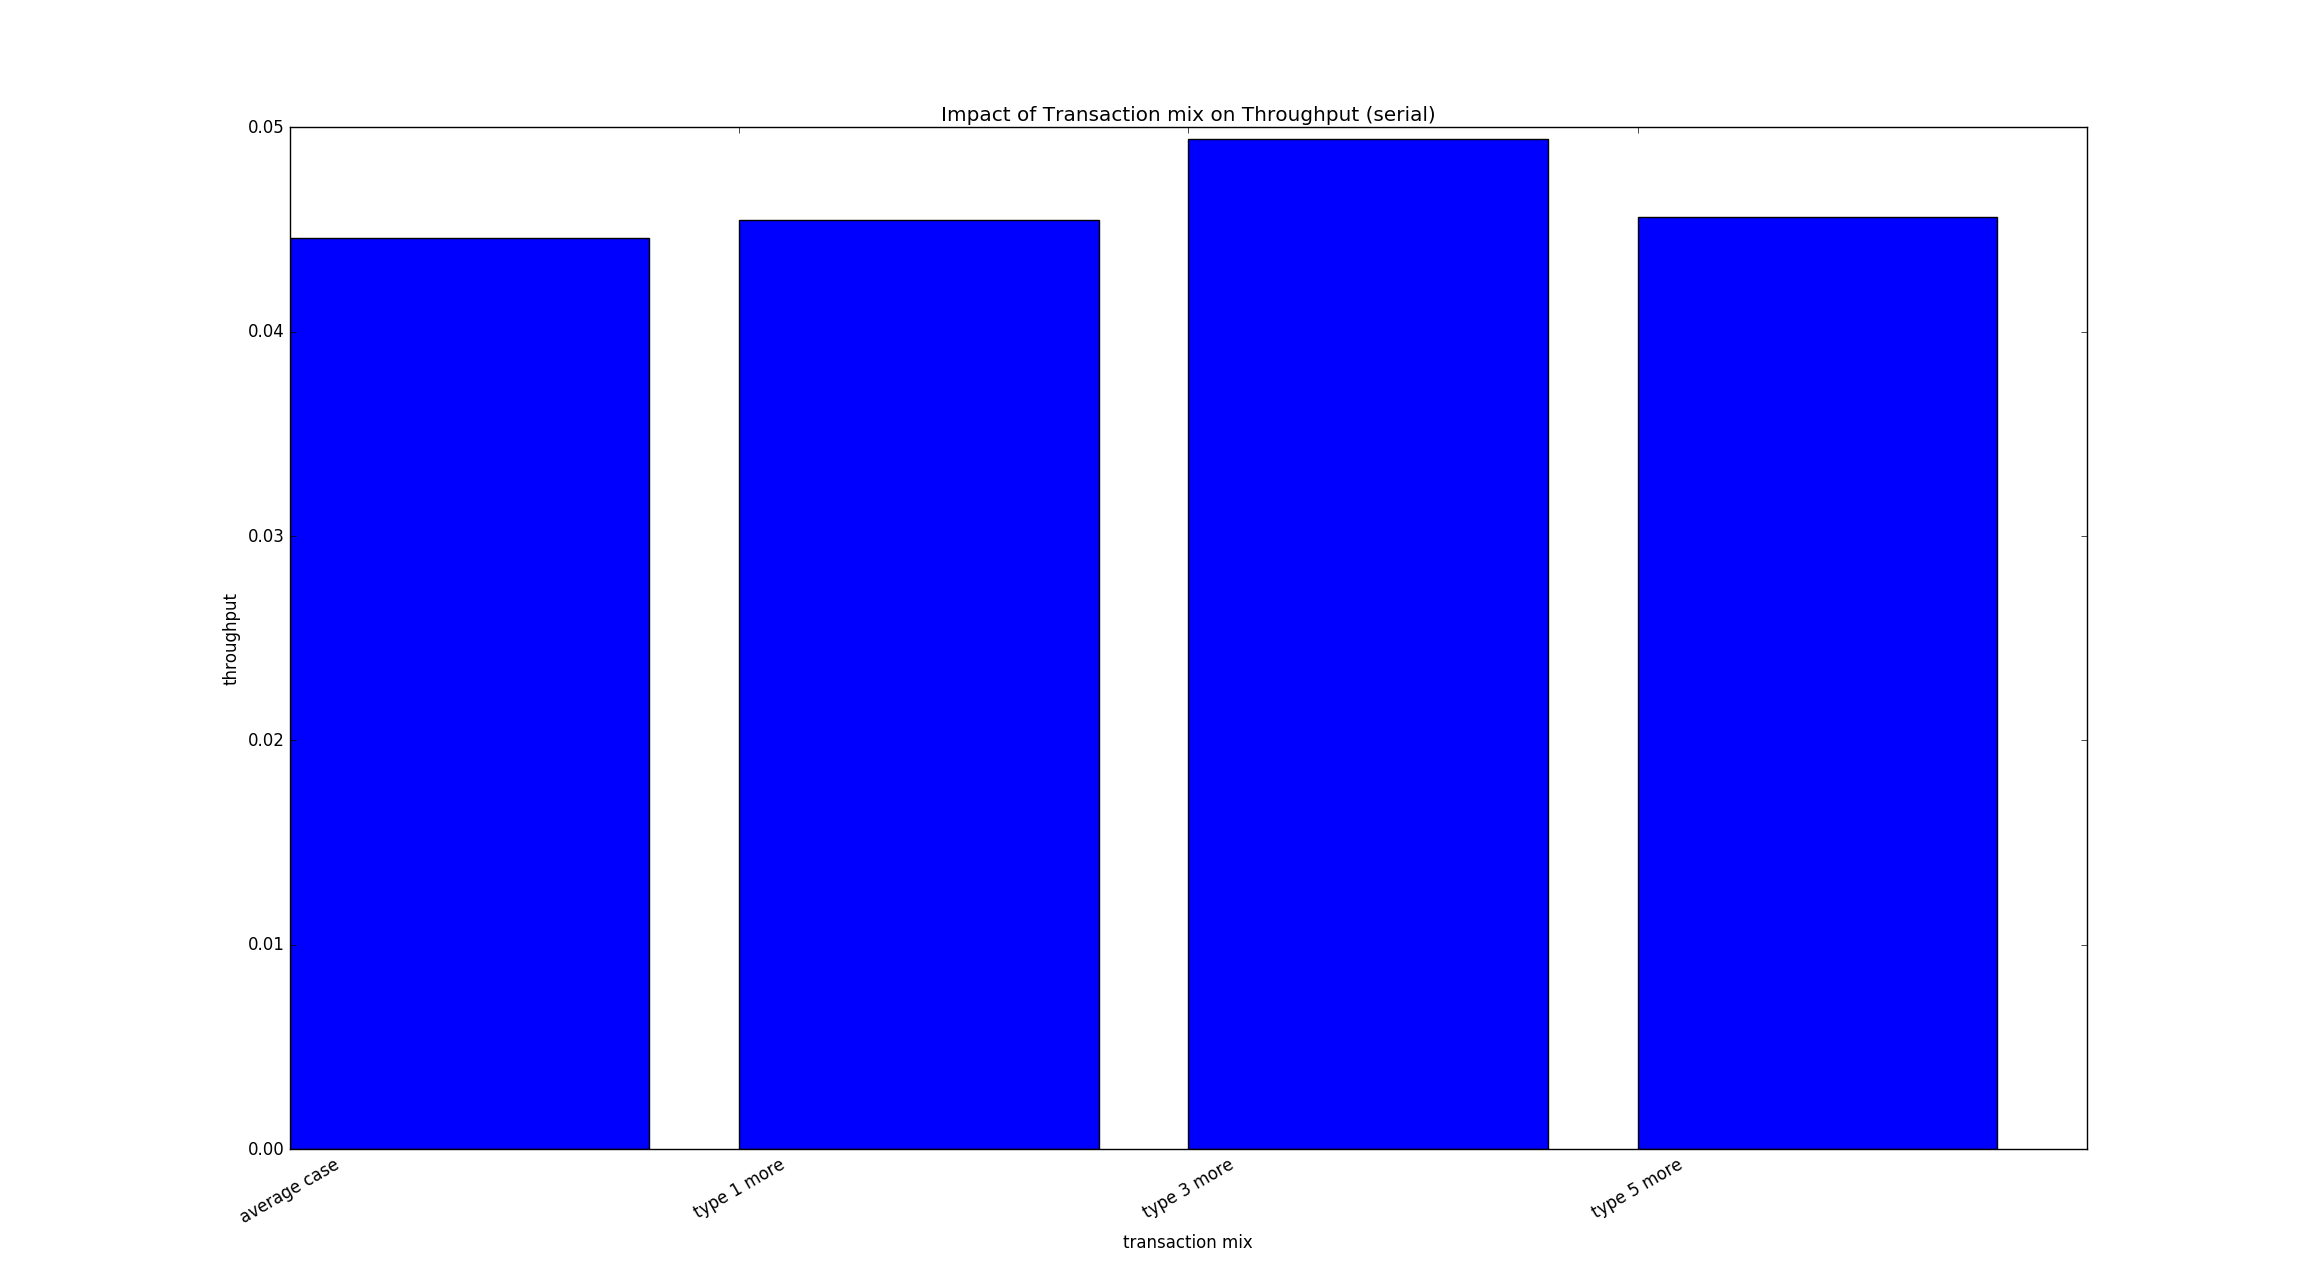 Impact of Transaction mix on Throughput (serial)
0.05
0.04
0.03
0.02
0.01
0.00
throughput
average case
type 1 more
type 3 more
type 5 more
transaction mix